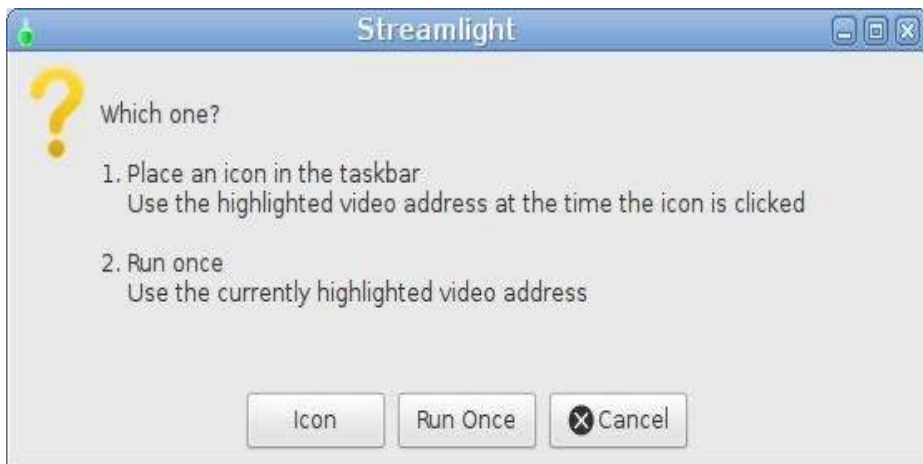 Streamlight
Which one?
1. Place an icon in the taskbar
Use the highlighted video address at the time the icon is clicked
2. Run once
Use the currently highlighted video address
Icon Run Once Cancel